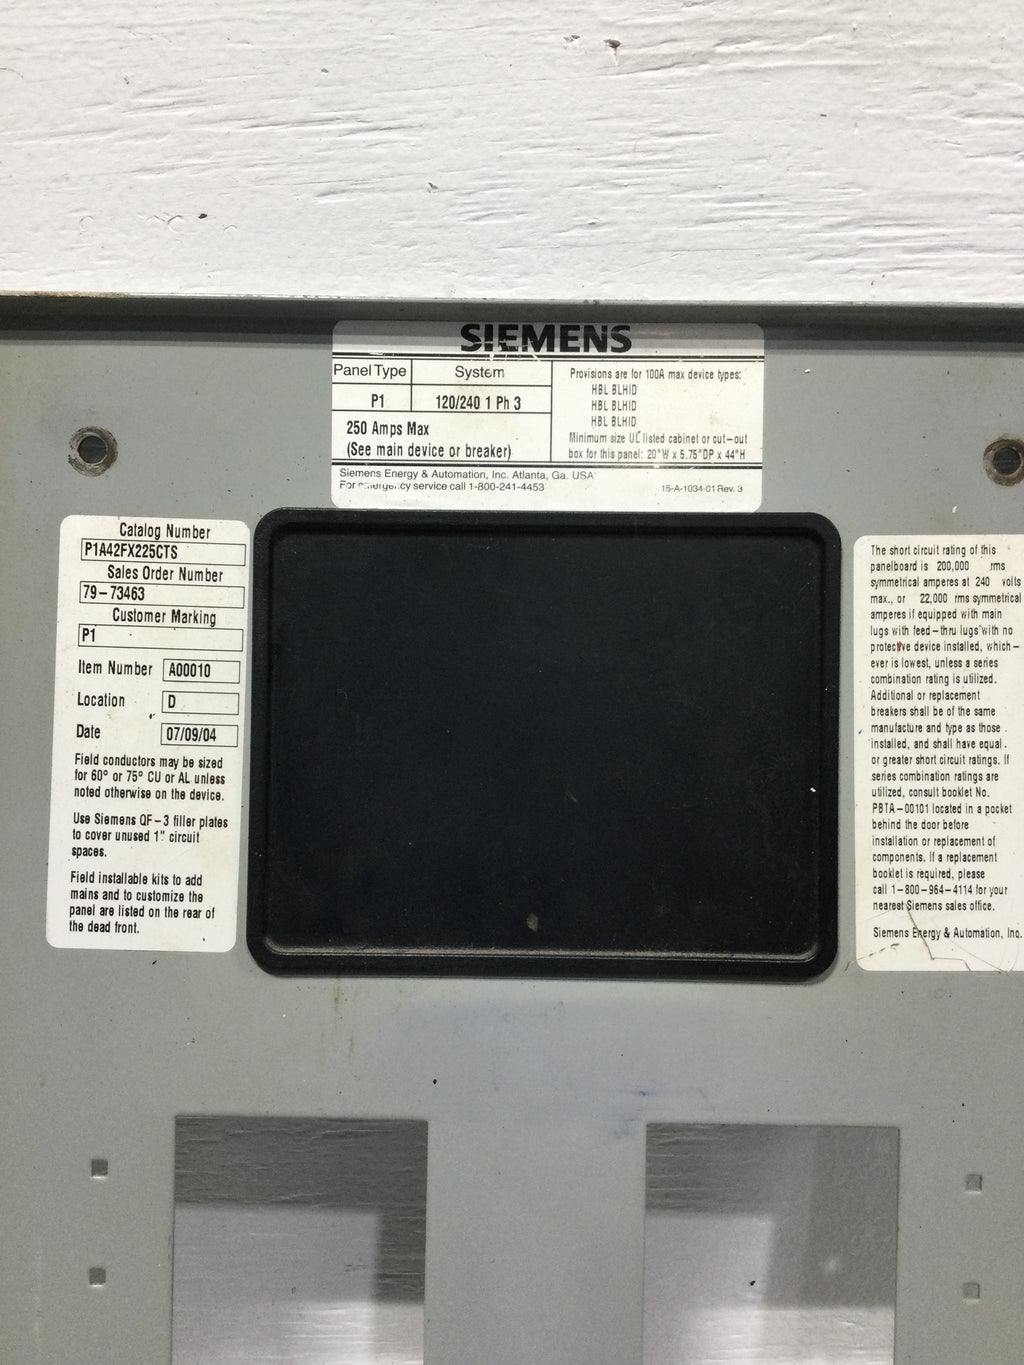 SIEMENS
Panel Type
System
P1
120/240 1 Ph 3
250 Amps Max
(See main device or breaker)
Provisions are for 100A max device types:
HBL BLHID
HBL BLHID
HBL BLHID
Minimum size UL listed cabinet or cut-out
box for this panel: 20"W x 5.75"DP x 44"H
Siemens Energy & Automation, Inc. Atlanta, Ga. USA
For emergency service call 1-800-241-4453
15-A-1034-01 Rev. 3
Catalog Number
P1A42FX225CTS
Sales Order Number
79-73463
Customer Marking
P1
Item Number A00010
Location D
Date 07/09/04
Field conductors may be sized
for 60° or 75° CU or AL unless
noted otherwise on the device.
Use Siemens QF-3 filler plates
to cover unused 1" circuit
spaces.
Field installable kits to add
mains and to customize the
panel are listed on the rear of
the dead front.
The short circuit rating of this
panelboard is 200,000 rms
symmetrical amperes at 240 volts
max., or 22,000 rms symmetrical
amperes if equipped with main
lugs with feed-thru lugs with no
protective device installed, which-
ever is lowest, unless a series
combination rating is utilized.
Additional or replacement
breakers shall be of the same
manufacture and type as those
installed, and shall have equal
or greater short circuit ratings. If
series combination ratings are
utilized, consult booklet No.
PBTA-00101 located in a pocket
behind the door before
installation or replacement of
components. If a replacement
booklet is required, please
call 1-800-964-4114 for your
nearest Siemens sales office.
Siemens Energy & Automation, Inc.